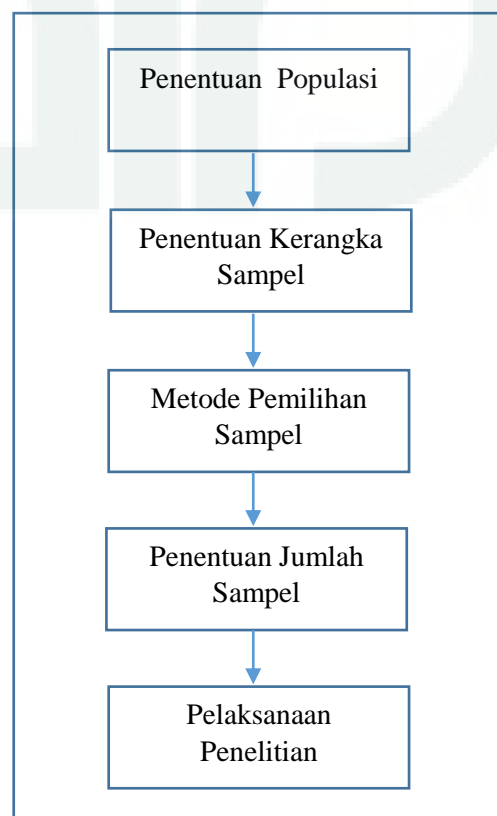 Penentuan Populasi
Penentuan Kerangka
Sampel
Metode Pemilihan
Sampel
Penentuan Jumlah
Sampel
Pelaksanaan
Penelitian